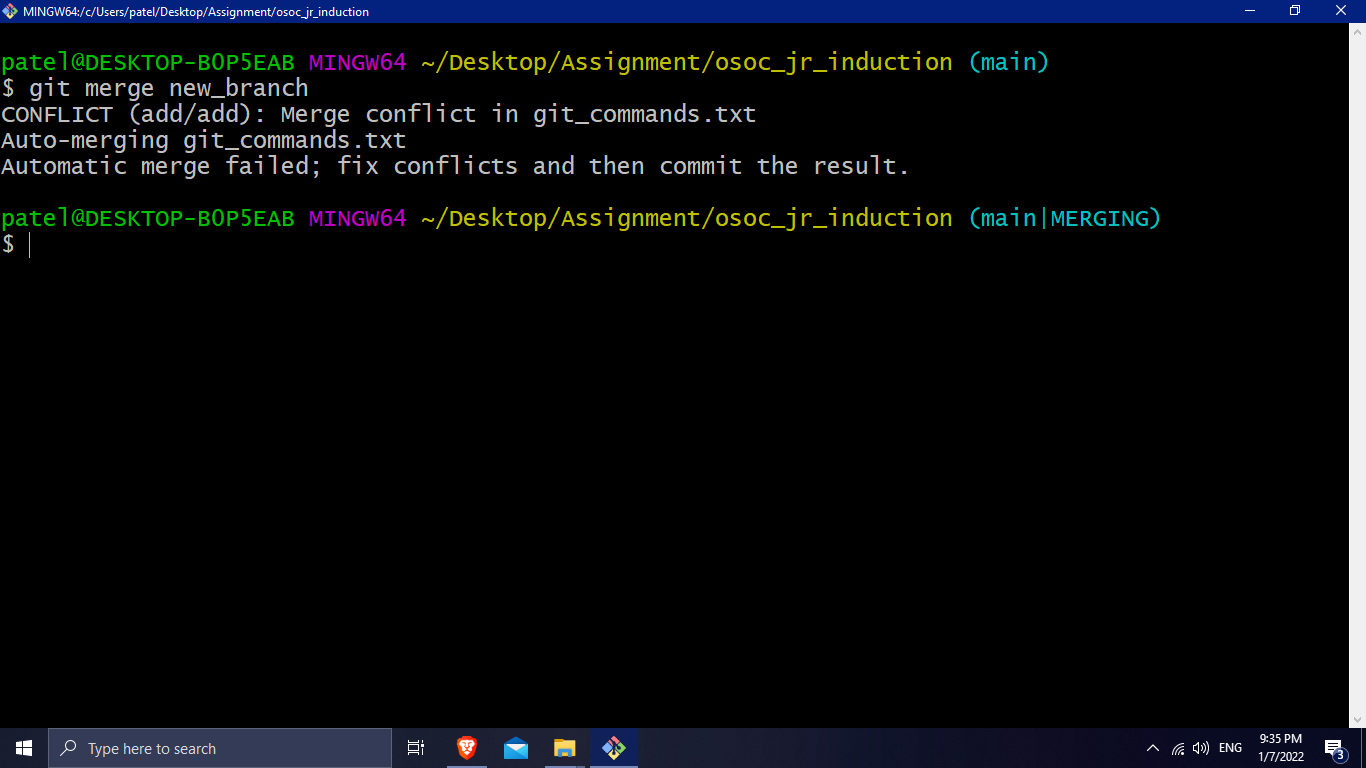 MINGW64:/c/Users/patel/Desktop/Assignment/osoc_jr_induction
patel@DESKTOP-B0P5EAB MINGW64 ~/Desktop/Assignment/osoc_jr_induction (main)
$ git merge new_branch
CONFLICT (add/add): Merge conflict in git_commands.txt
Auto-merging git_commands.txt
Automatic merge failed; fix conflicts and then commit the result.
patel@DESKTOP-B0P5EAB MINGW64 ~/Desktop/Assignment/osoc_jr_induction (main|MERGING)
$
Type here to search
ENG
9:35 PM
1/7/2022
3